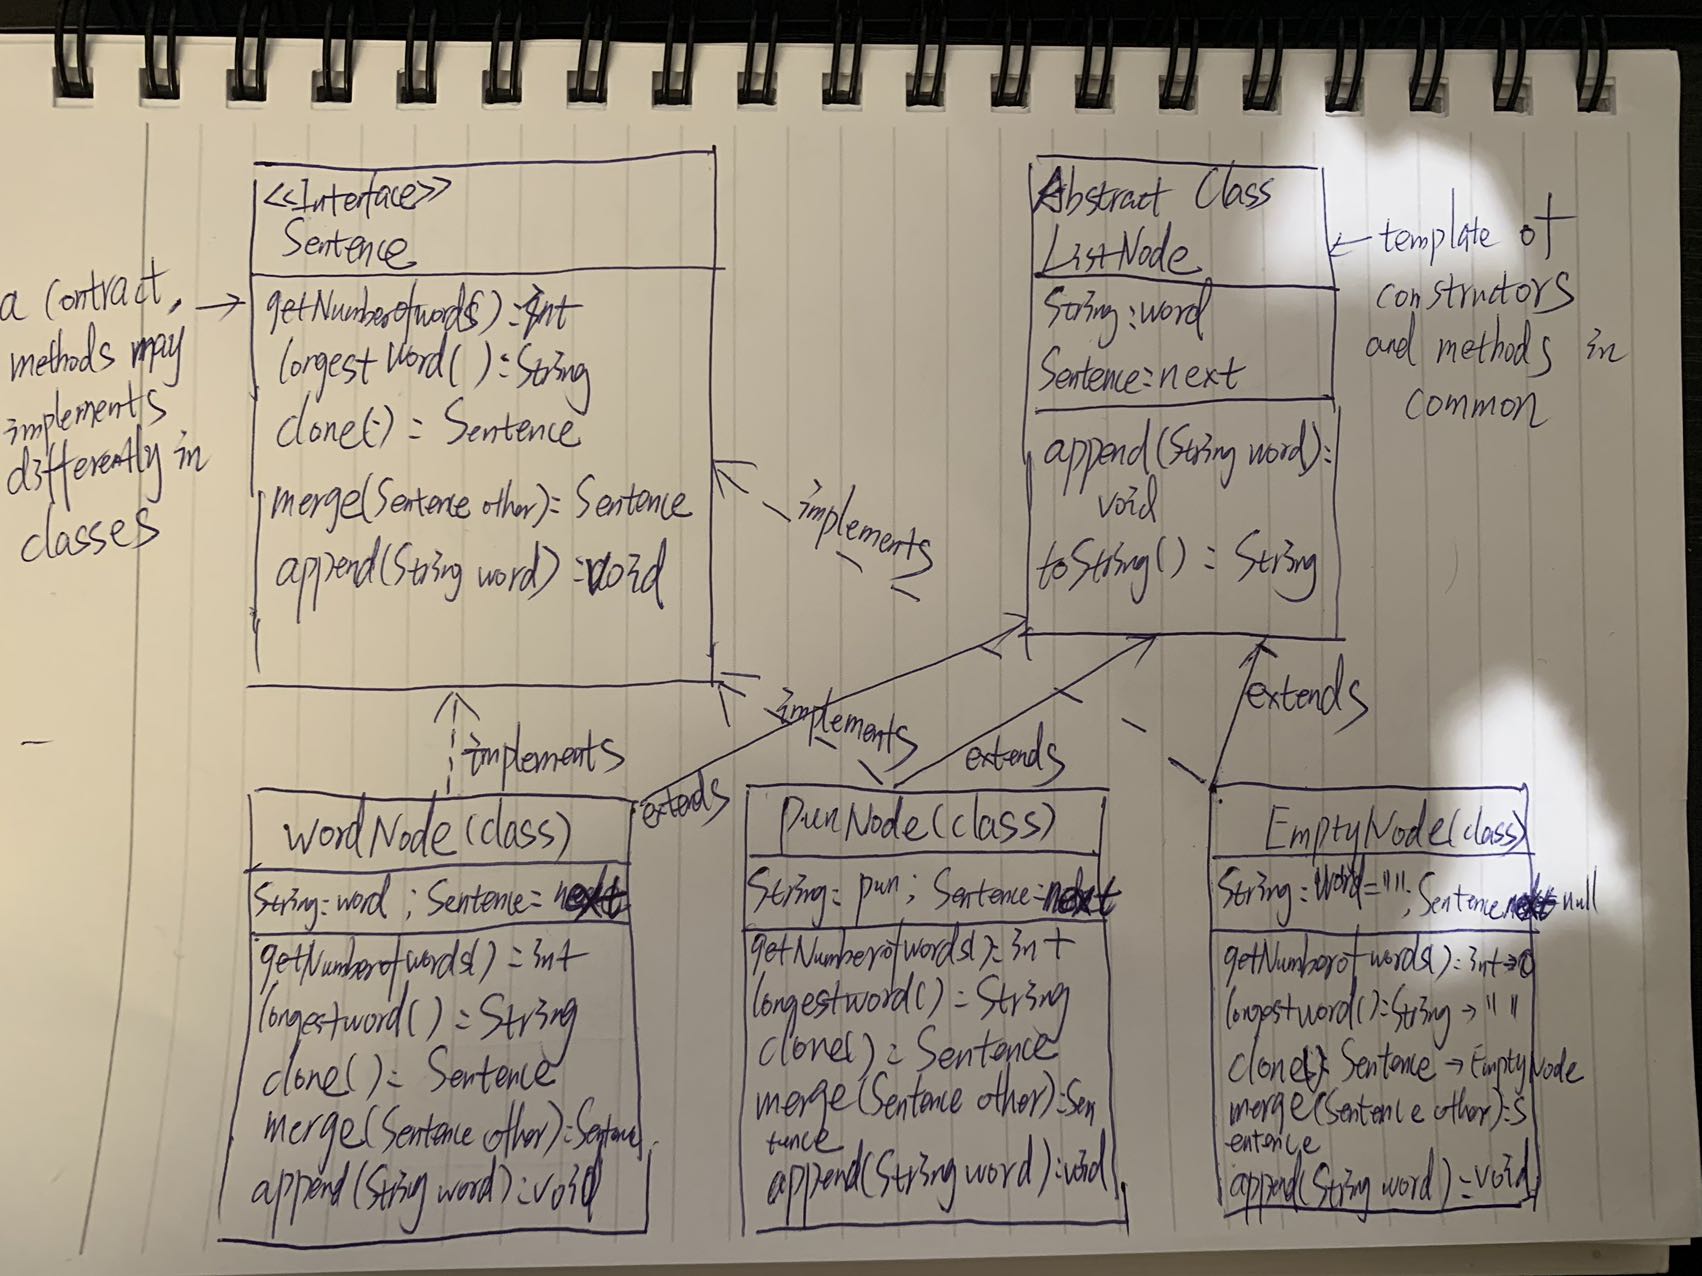 <<Interface>>
Sentence
getNumberofwords() : int
longestWord( ) : String
clone() = Sentence
merge(Sentence other) = Sentence
append(String word) : void
a contract,
methods may
implements
differently in
classes
Abstract Class
ListNode
String : word
Sentence = next
append(String word) :
void
toString( ) : String
template of
constructors
and methods in
common
implements
implements
implements
extends
extends
extends
wordNode(class)
String = word ; Sentence = next
getNumberofwords() = int
longestword( ) = String
clone() = Sentence
merge(Sentence other) = Sentence
append(String word) : void
punNode(class)
String = pun ; Sentence = next
getNumberofwords() = int
longestword( ) = String
clone() = Sentence
merge(Sentence other) = Sen
tence
append(String word) : void
EmptyNode(class)
String = word = "" ; Sentence next = null
getNumberofwords() = int → 0
longestword( ) = String → " "
clone() = Sentence → EmptyNode
merge(Sentence other) = S
entence
append(String word) = void